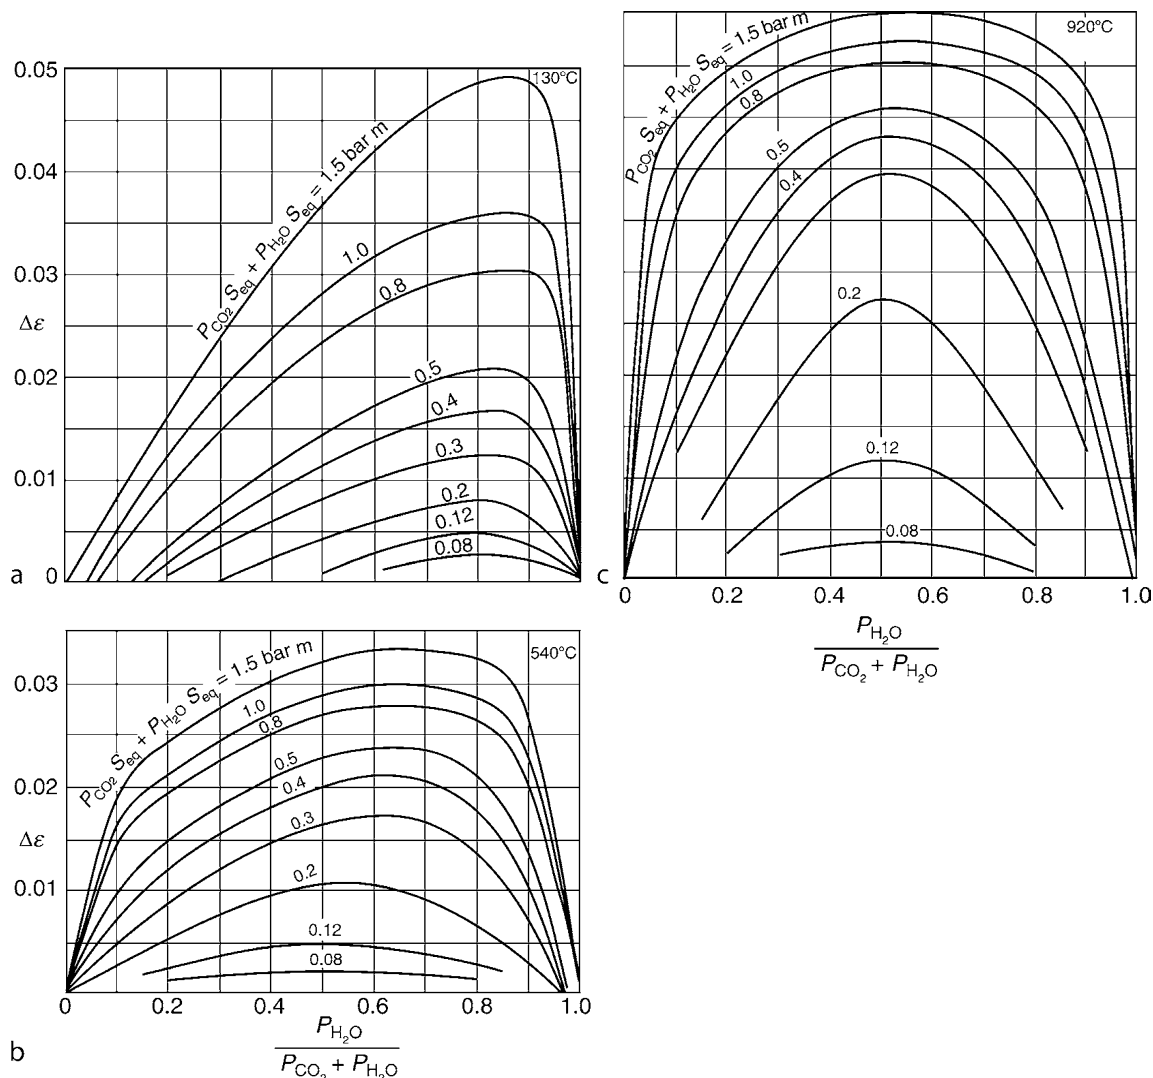 0.05
130°C
0.04
0.03
Δε
0.02
0.01
0
P_CO₂ S_eq + P_H₂O S_eq = 1.5 bar m
1.0
0.8
0.5
0.4
0.3
0.2
0.12
0.08
a
920°C
P_CO₂ S_eq + P_H₂O S_eq = 1.5 bar m
1.0
0.8
0.5
0.4
0.2
0.12
0.08
c
0 0.2 0.4 0.6 0.8 1.0
P_H₂O
P_CO₂ + P_H₂O
540°C
0.03
0.02
Δε
0.01
P_CO₂ S_eq + P_H₂O S_eq = 1.5 bar m
1.0
0.8
0.5
0.4
0.3
0.2
0.12
0.08
0 0.2 0.4 0.6 0.8 1.0
P_H₂O
P_CO₂ + P_H₂O
b